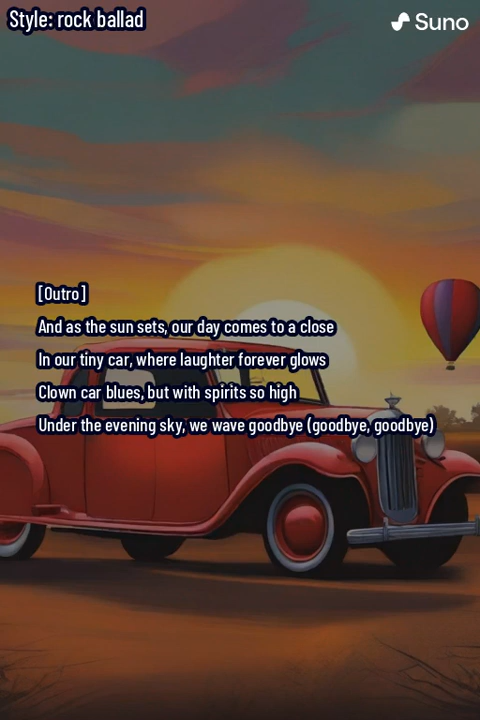 Style: rock ballad
Suno
[Outro]
And as the sun sets, our day comes to a close
In our tiny car, where laughter forever glows
Clown car blues, but with spirits so high
Under the evening sky, we wave goodbye (goodbye, goodbye)